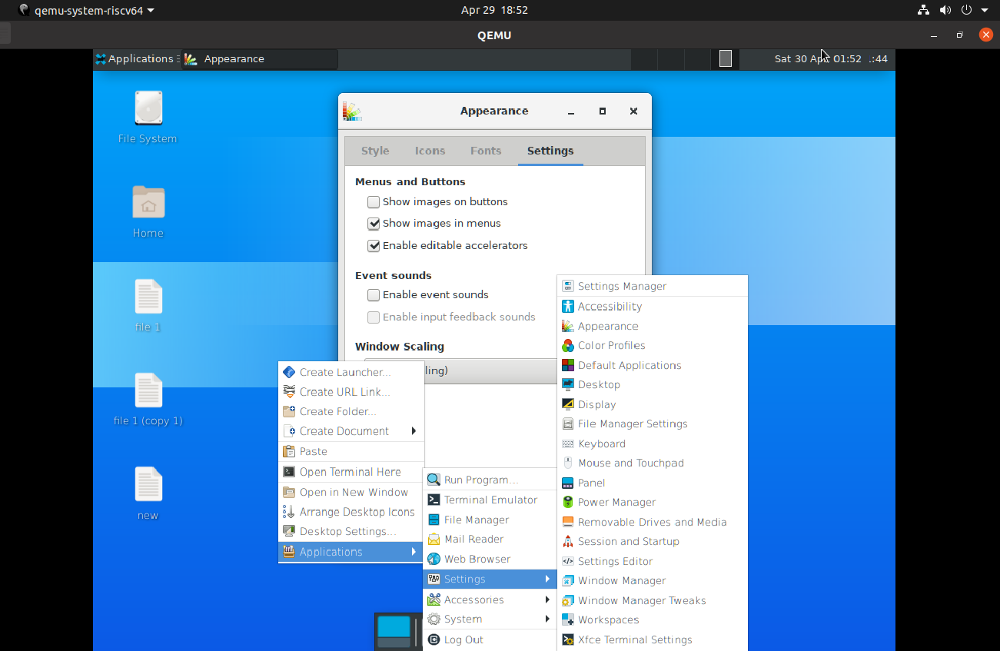 qemu-system-riscv64
Apr 29 18:52
QEMU
Applications
Appearance
Sat 30 Apr, 01:52
:44
File System
Home
file 1
file 1 (copy 1)
new
Appearance
Style
Icons
Fonts
Settings
Menus and Buttons
Show images on buttons
Show images in menus
Enable editable accelerators
Event sounds
Enable event sounds
Enable input feedback sounds
Window Scaling
ling)
Create Launcher...
Create URL Link...
Create Folder...
Create Document
Paste
Open Terminal Here
Open in New Window
Arrange Desktop Icons
Desktop Settings...
Applications
Run Program...
Terminal Emulator
File Manager
Mail Reader
Web Browser
Settings
Accessories
System
Log Out
Settings Manager
Accessibility
Appearance
Color Profiles
Default Applications
Desktop
Display
File Manager Settings
Keyboard
Mouse and Touchpad
Panel
Power Manager
Removable Drives and Media
Session and Startup
Settings Editor
Window Manager
Window Manager Tweaks
Workspaces
Xfce Terminal Settings